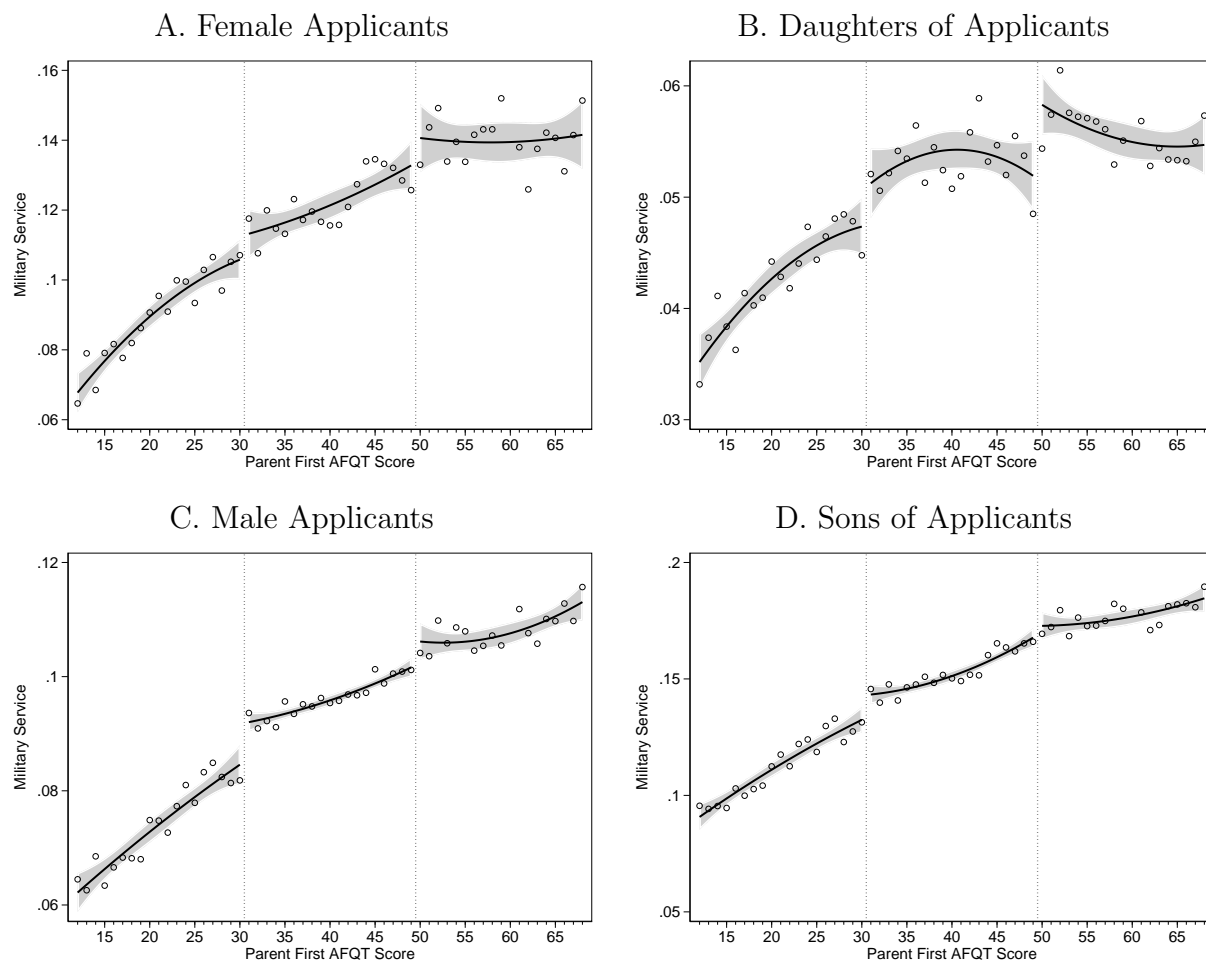 A. Female Applicants
.16
.14
.12
.1
.08
.06
Military Service
15 20 25 30 35 40 45 50 55 60 65
Parent First AFQT Score
B. Daughters of Applicants
.06
.05
.04
.03
Military Service
15 20 25 30 35 40 45 50 55 60 65
Parent First AFQT Score
C. Male Applicants
.12
.1
.08
.06
Military Service
15 20 25 30 35 40 45 50 55 60 65
Parent First AFQT Score
D. Sons of Applicants
.2
.15
.1
.05
Military Service
15 20 25 30 35 40 45 50 55 60 65
Parent First AFQT Score